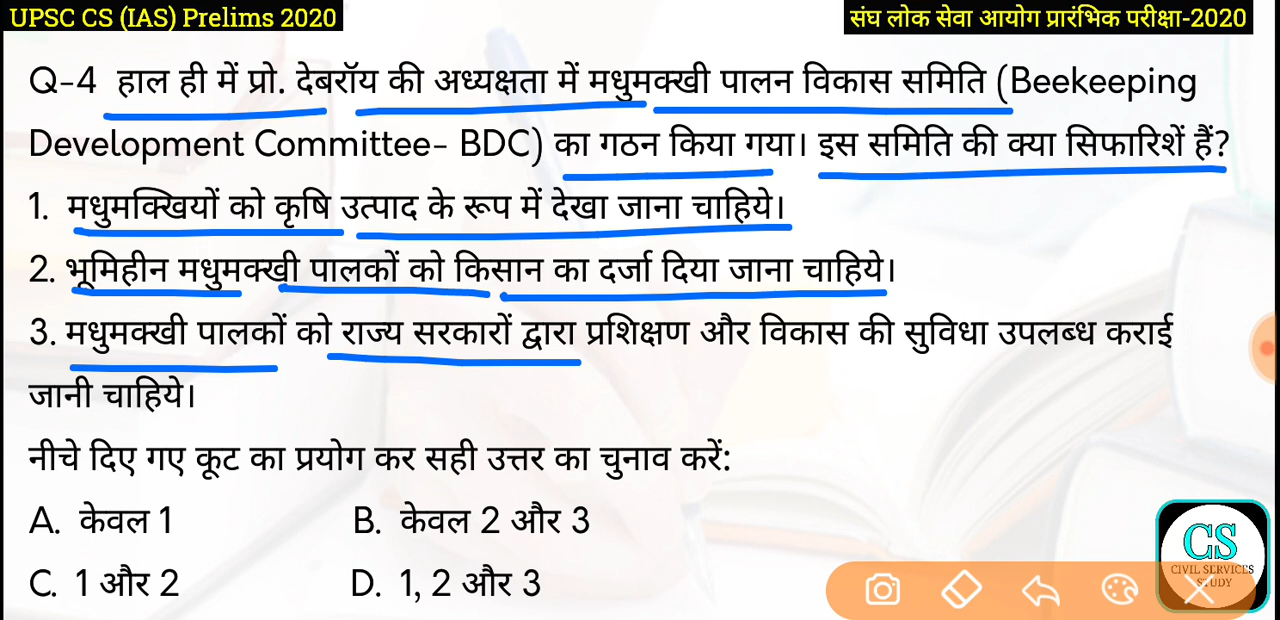 UPSC CS (IAS) Prelims 2020
संघ लोक सेवा आयोग प्रारंभिक परीक्षा-2020
Q-4 हाल ही में प्रो. देबरॉय की अध्यक्षता में मधुमक्खी पालन विकास समिति (Beekeeping
Development Committee- BDC) का गठन किया गया। इस समिति की क्या सिफारिशें हैं?
1. मधुमक्खियों को कृषि उत्पाद के रूप में देखा जाना चाहिये।
2. भूमिहीन मधुमक्खी पालकों को किसान का दर्जा दिया जाना चाहिये।
3. मधुमक्खी पालकों को राज्य सरकारों द्वारा प्रशिक्षण और विकास की सुविधा उपलब्ध कराई
जानी चाहिये।
नीचे दिए गए कूट का प्रयोग कर सही उत्तर का चुनाव करें:
A. केवल 1 B. केवल 2 और 3
C. 1 और 2 D. 1, 2 और 3
CS
CIVIL SERVICES
STUDY